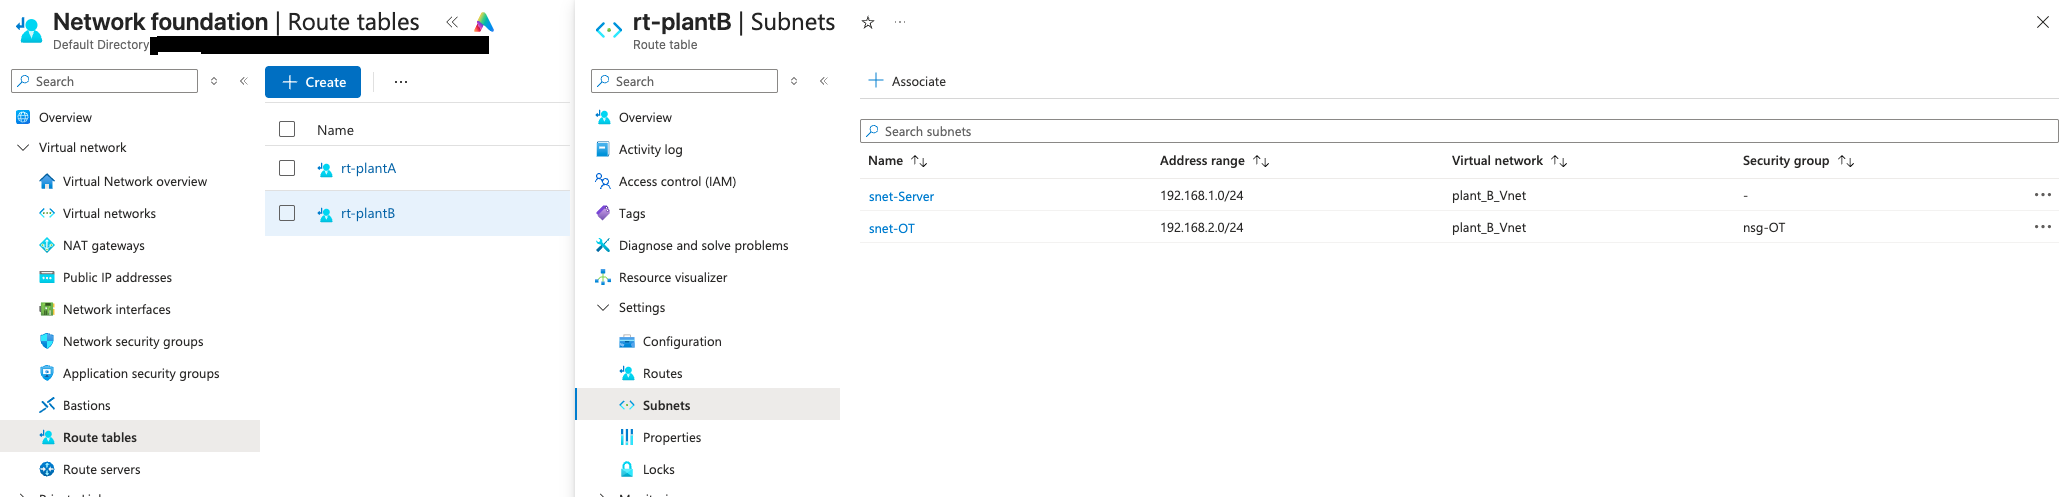 Network foundation | Route tables
Default Directory
Search
Overview
Virtual network
Virtual Network overview
Virtual networks
NAT gateways
Public IP addresses
Network interfaces
Network security groups
Application security groups
Bastions
Route tables
Route servers
Create
Name
rt-plantA
rt-plantB
rt-plantB | Subnets
Route table
Search
Overview
Activity log
Access control (IAM)
Tags
Diagnose and solve problems
Resource visualizer
Settings
Configuration
Routes
Subnets
Properties
Locks
Associate
Search subnets
Name Address range Virtual network Security group
snet-Server 192.168.1.0/24 plant_B_Vnet -
snet-OT 192.168.2.0/24 plant_B_Vnet nsg-OT